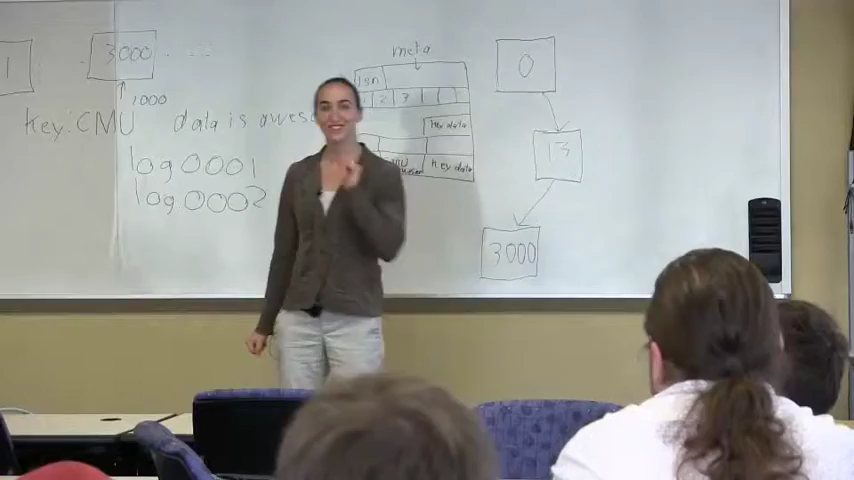 1
3000
1000
key: CMU data is
log 0001
log 0002
meta
lsn
2 3
key data
key data
0
13
3000